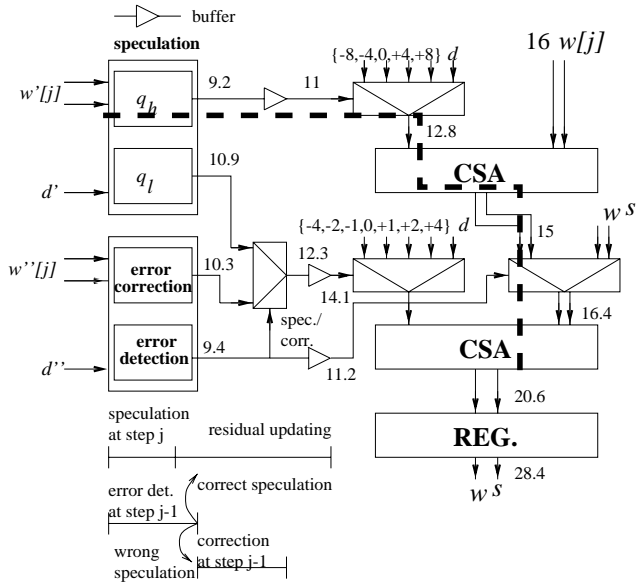 buffer
speculation
{-8,-4,0,+4,+8} d
16 w[j]
9.2
11
w'[j]
q_h
12.8
10.9
CSA
q_l
d'
{-4,-2,-1,0,+1,+2,+4} d
15
w s
w''[j]
error
correction
10.3
12.3
14.1
16.4
spec./
corr.
error
detection
9.4
CSA
d''
11.2
20.6
speculation
at step j
residual updating
REG.
28.4
w s
error det.
at step j-1
correct speculation
wrong
speculation
correction
at step j-1